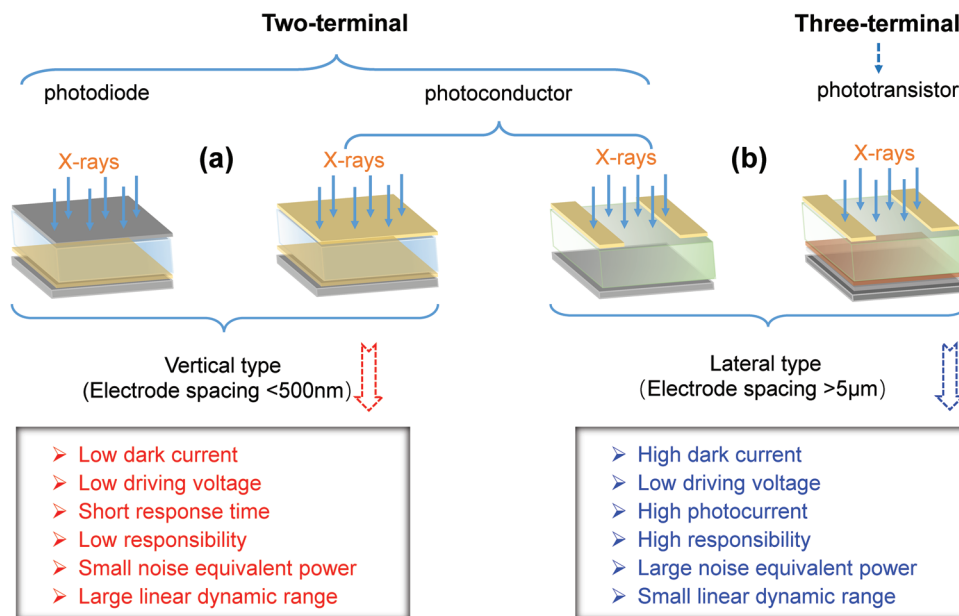 Two-terminal
Three-terminal
photodiode
photoconductor
phototransistor
(a)
(b)
X-rays
X-rays
X-rays
X-rays
Vertical type
(Electrode spacing <500nm)
Lateral type
(Electrode spacing >5μm)
➢ Low dark current
➢ Low driving voltage
➢ Short response time
➢ Low responsibility
➢ Small noise equivalent power
➢ Large linear dynamic range
➢ High dark current
➢ Low driving voltage
➢ High photocurrent
➢ High responsibility
➢ Large noise equivalent power
➢ Small linear dynamic range